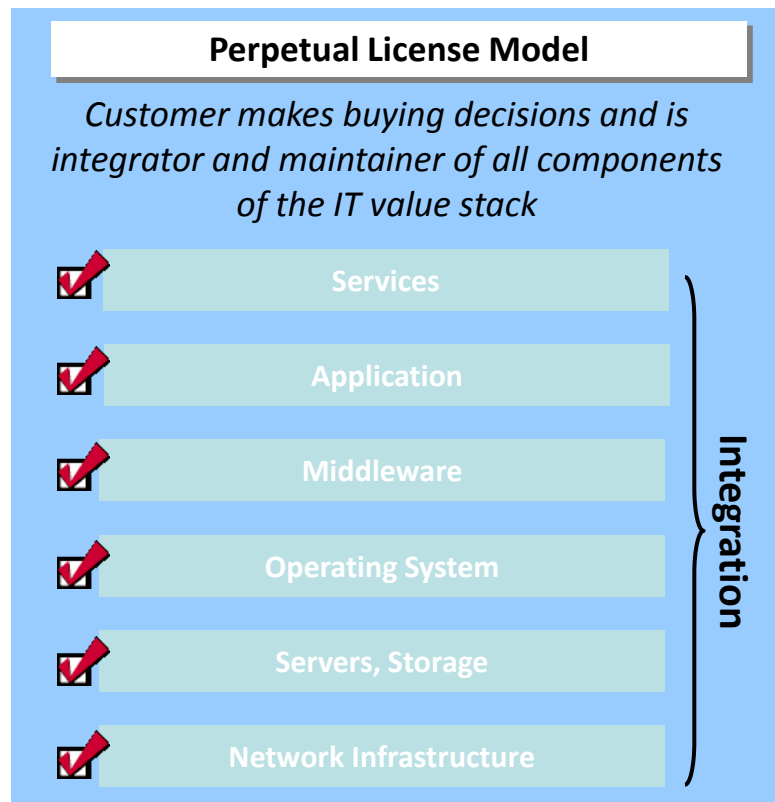 Perpetual License Model
Customer makes buying decisions and is
integrator and maintainer of all components
of the IT value stack
Services
Application
Middleware
Operating System
Servers, Storage
Network Infrastructure
Integration